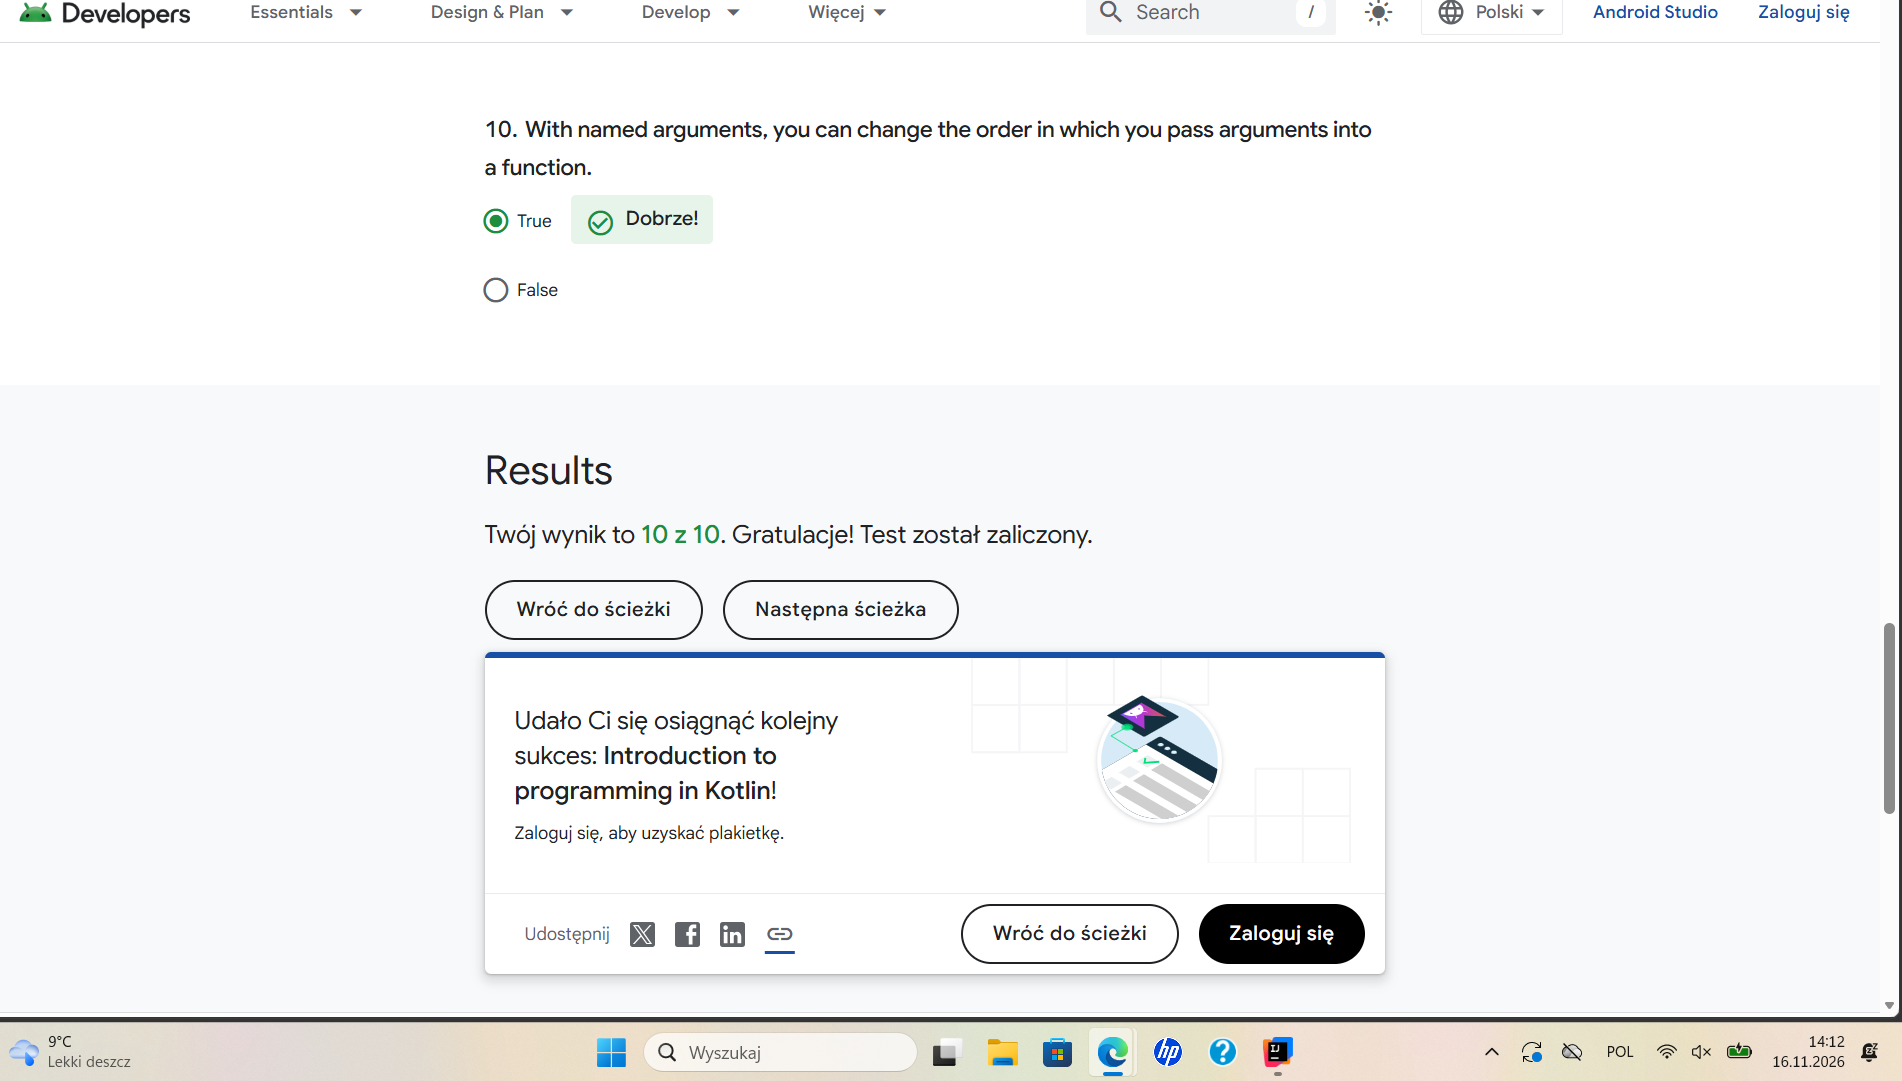 Developers
Essentials
Design & Plan
Develop
Więcej
Search
/
Polski
Android Studio
Zaloguj się
10. With named arguments, you can change the order in which you pass arguments into
a function.
True
Dobrze!
False
Results
Twój wynik to 10 z 10. Gratulacje! Test został zaliczony.
Wróć do ścieżki
Następna ścieżka
Udało Ci się osiągnąć kolejny
sukces: Introduction to
programming in Kotlin!
Zaloguj się, aby uzyskać plakietkę.
Udostępnij
Wróć do ścieżki
Zaloguj się
9°C
Lekki deszcz
Wyszukaj
POL
14:12
16.11.2026